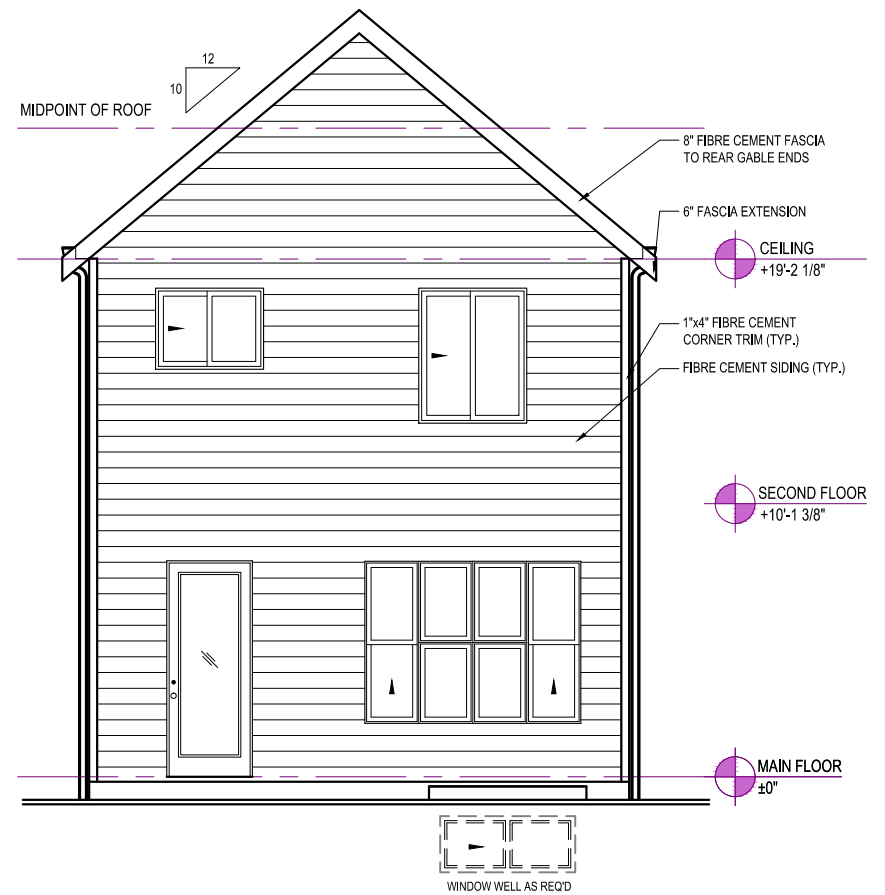 12
10
MIDPOINT OF ROOF
8" FIBRE CEMENT FASCIA
TO REAR GABLE ENDS
6" FASCIA EXTENSION
CEILING
+19'-2 1/8"
1"x4" FIBRE CEMENT
CORNER TRIM (TYP.)
FIBRE CEMENT SIDING (TYP.)
SECOND FLOOR
+10'-1 3/8"
MAIN FLOOR
±0"
WINDOW WELL AS REQ'D